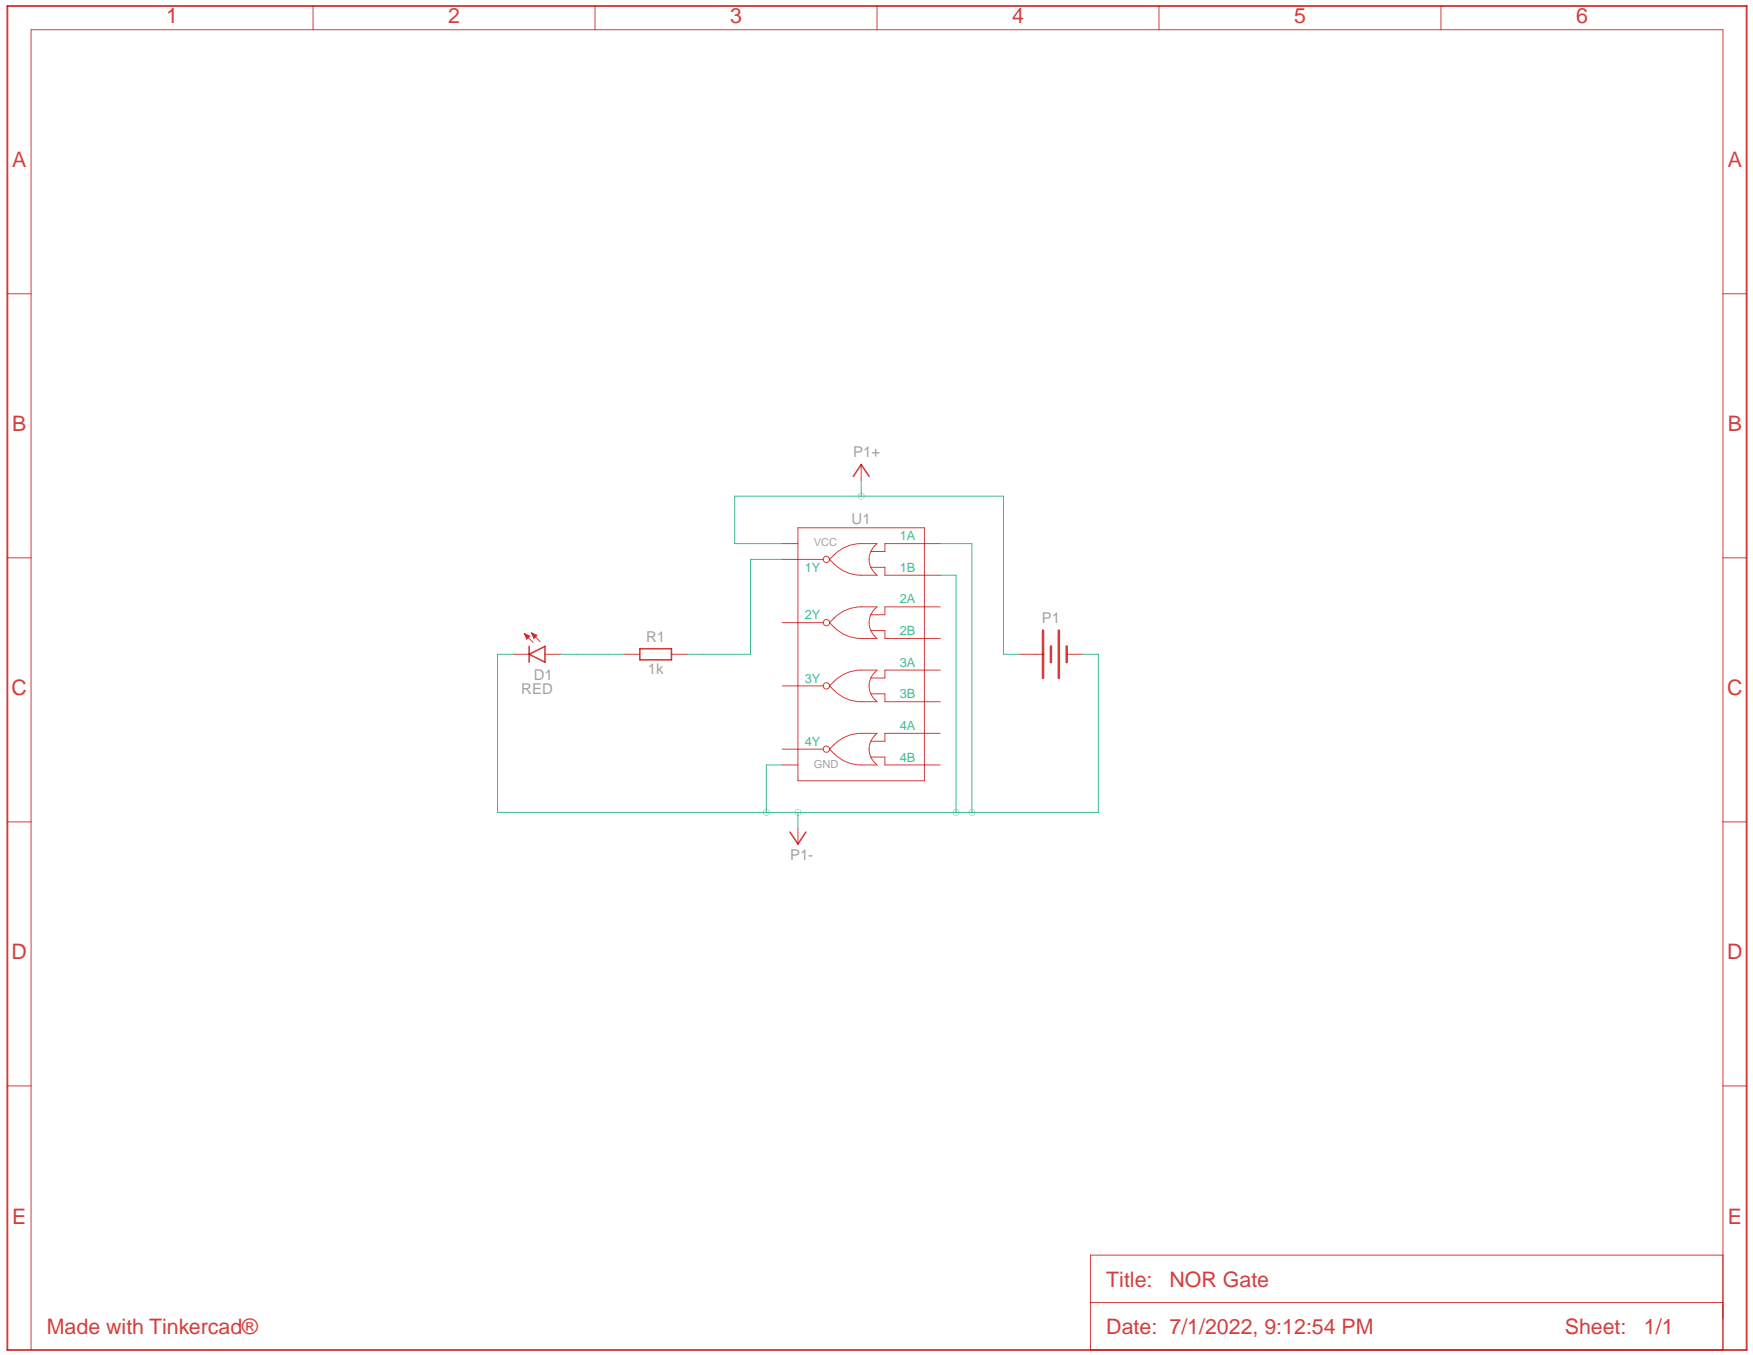 1 2 3 4 5 6
A A
B B
P1+
U1
VCC 1A
1Y 1B
2A
2Y
2B
P1
R1
1k
D1
RED
3A
3Y
3B
4A
4Y
4B
GND
C C
P1-
D D
E E
Title: NOR Gate
Date: 7/1/2022, 9:12:54 PM Sheet: 1/1
Made with Tinkercad®